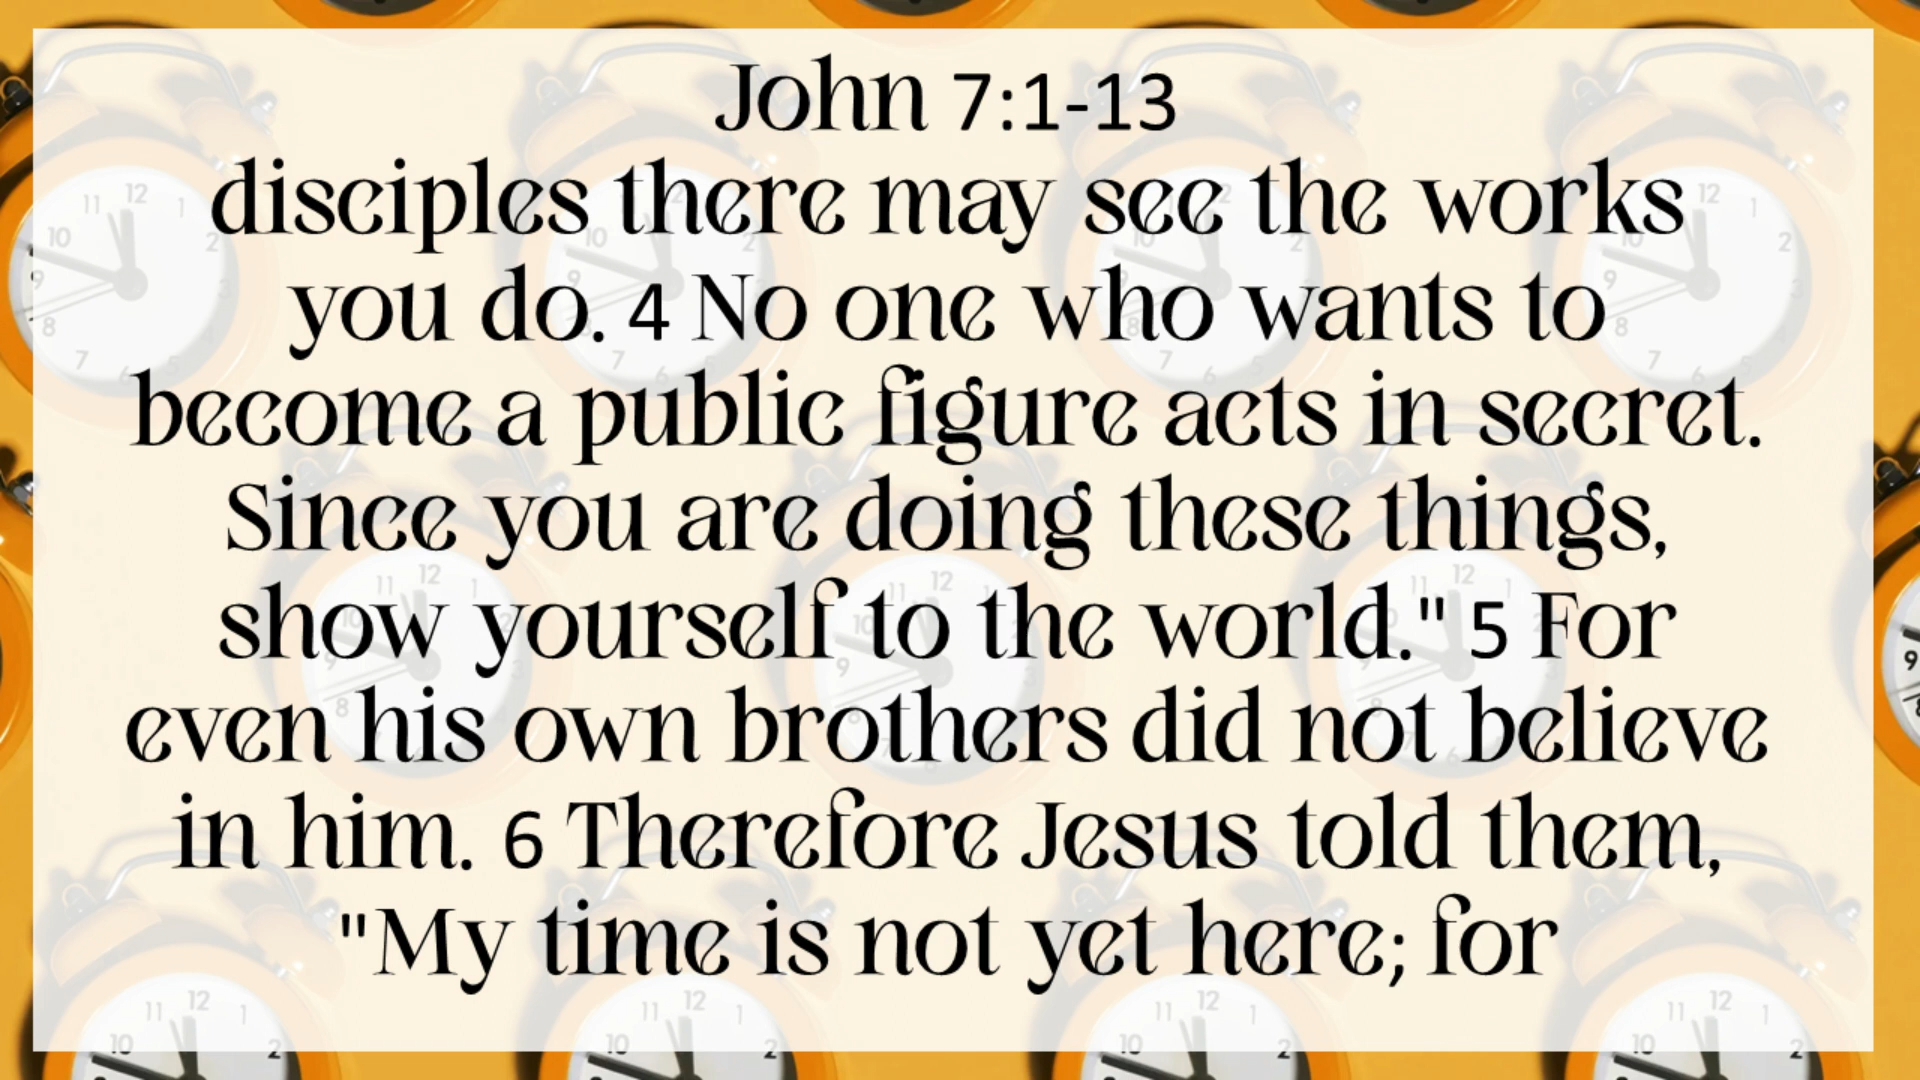 John 7:1-13
disciples there may see the works
you do. 4 No one who wants to
become a public figure acts in secret.
Since you are doing these things,
show yourself to the world." 5 For
even his own brothers did not believe
in him. 6 Therefore Jesus told them,
"My time is not yet here; for